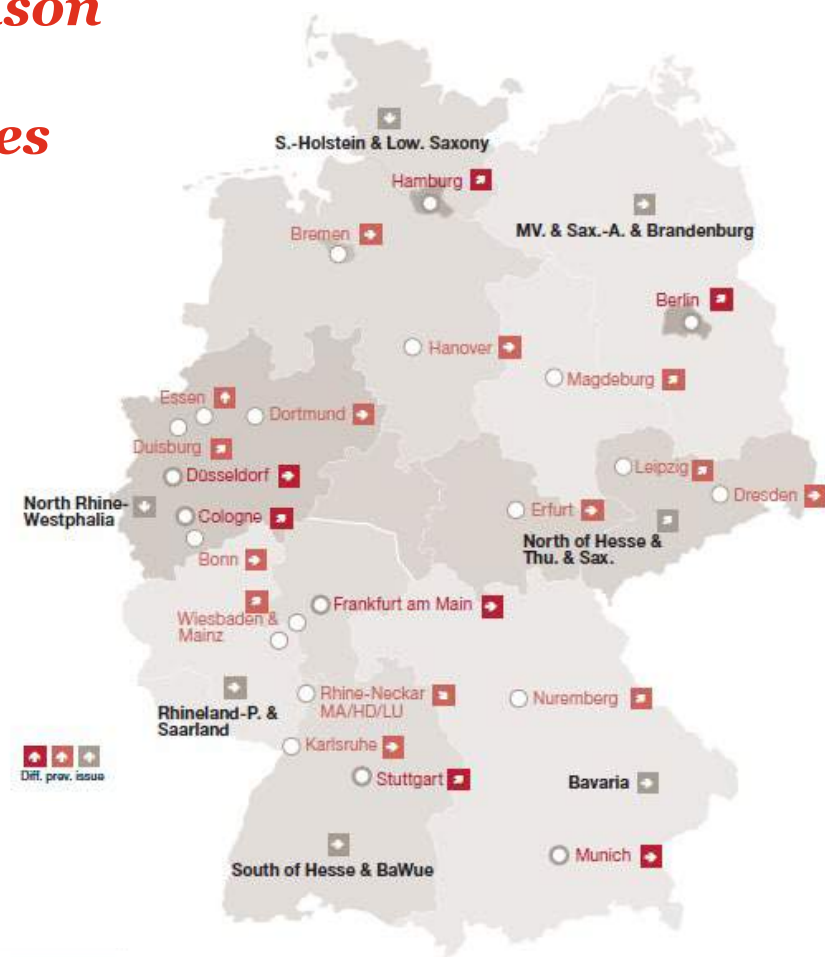 ison
es
S.-Holstein & Low. Saxony
Hamburg
Bremen
MV. & Sax.-A. & Brandenburg
Berlin
Hanover
Magdeburg
Essen
Dortmund
Duisburg
Leipzig
Düsseldorf
Dresden
North Rhine-
Westphalia
Cologne
Erfurt
North of Hesse &
Thu. & Sax.
Bonn
Frankfurt am Main
Wiesbaden &
Mainz
Rhine-Neckar
MA/HD/LU
Nuremberg
Rhineland-P. &
Saarland
Karlsruhe
Diff. prev. issue
Stuttgart
Bavaria
Munich
South of Hesse & BaWue